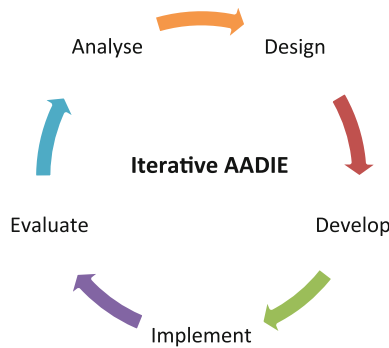 Analyse
Design
Iterative AADIE
Evaluate
Develop
Implement